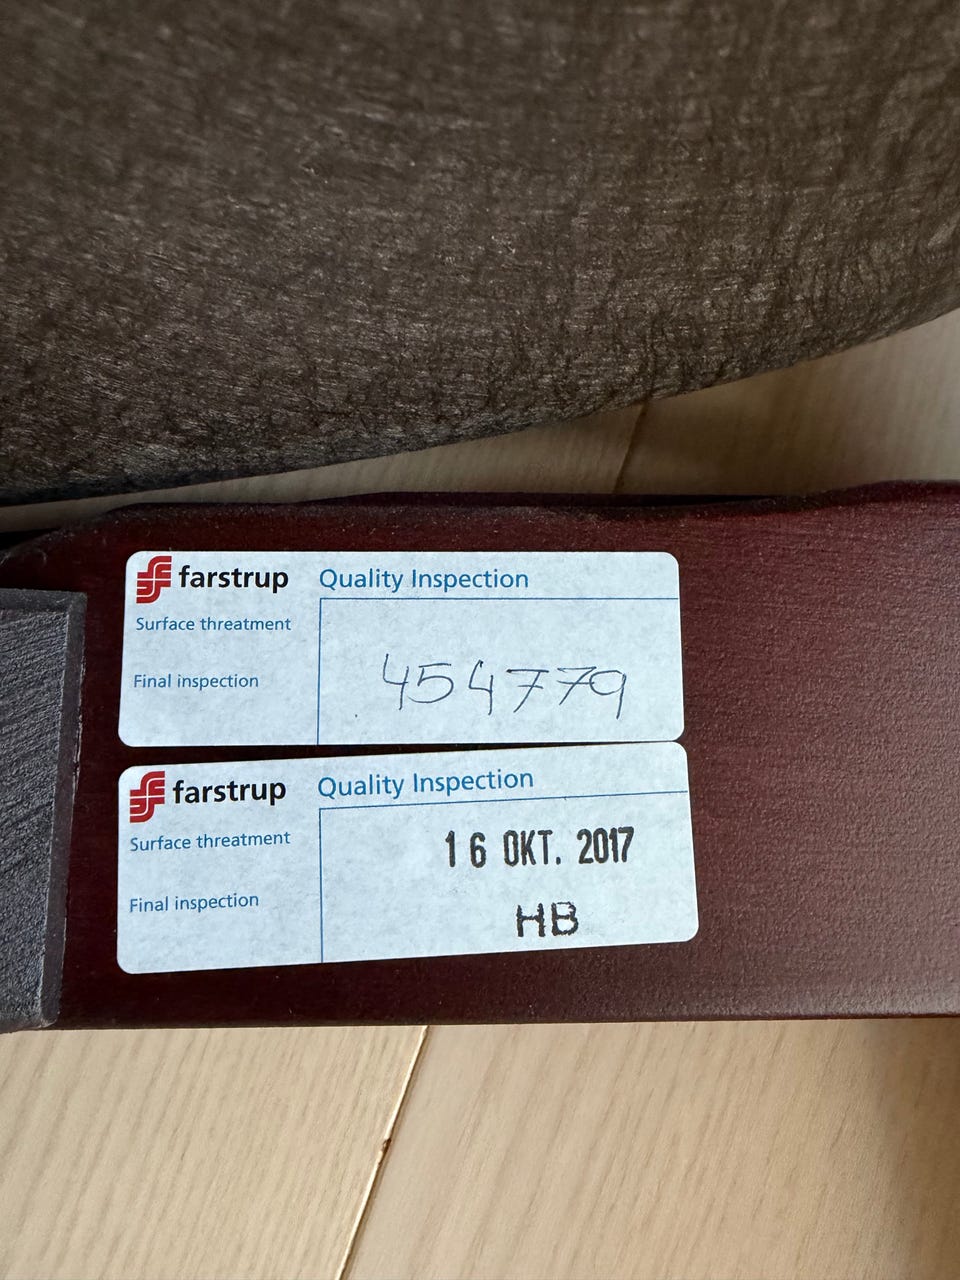 farstrup Quality Inspection
Surface threatment
Final inspection 454779
farstrup Quality Inspection
Surface threatment 16 OKT. 2017
Final inspection HB